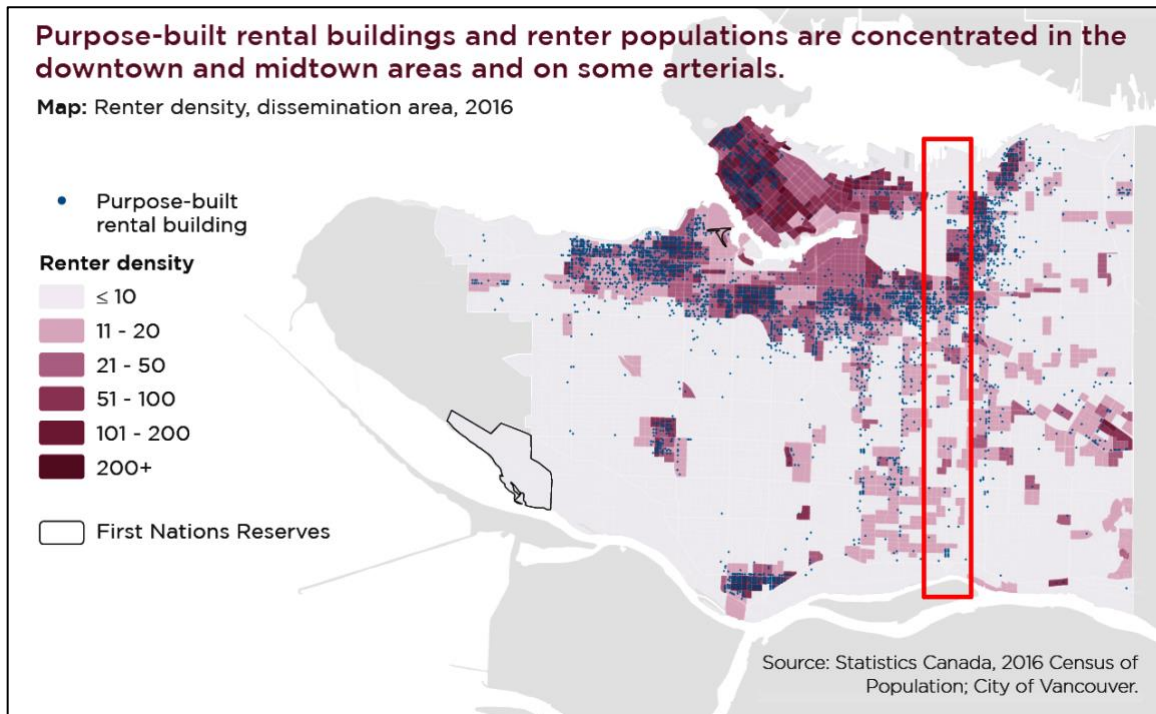 Purpose-built rental buildings and renter populations are concentrated in the
downtown and midtown areas and on some arterials.
Map: Renter density, dissemination area, 2016
Purpose-built
rental building
Renter density
≤ 10
11 - 20
21 - 50
51 - 100
101 - 200
200+
First Nations Reserves
Source: Statistics Canada, 2016 Census of
Population; City of Vancouver.